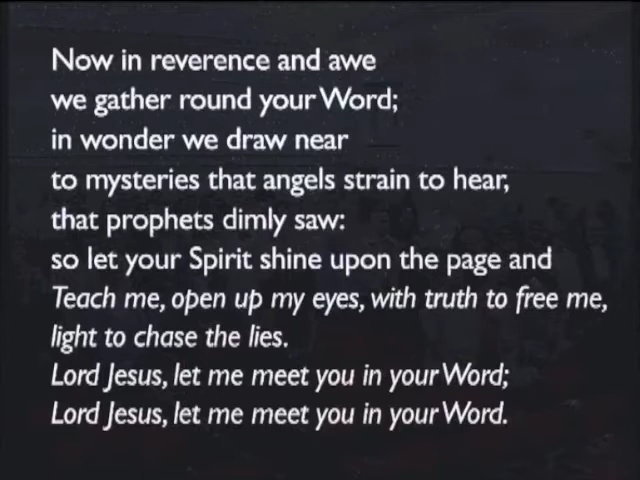 Now in reverence and awe
we gather round your Word;
in wonder we draw near
to mysteries that angels strain to hear,
that prophets dimly saw:
so let your Spirit shine upon the page and
Teach me, open up my eyes, with truth to free me,
light to chase the lies.
Lord Jesus, let me meet you in your Word;
Lord Jesus, let me meet you in your Word.